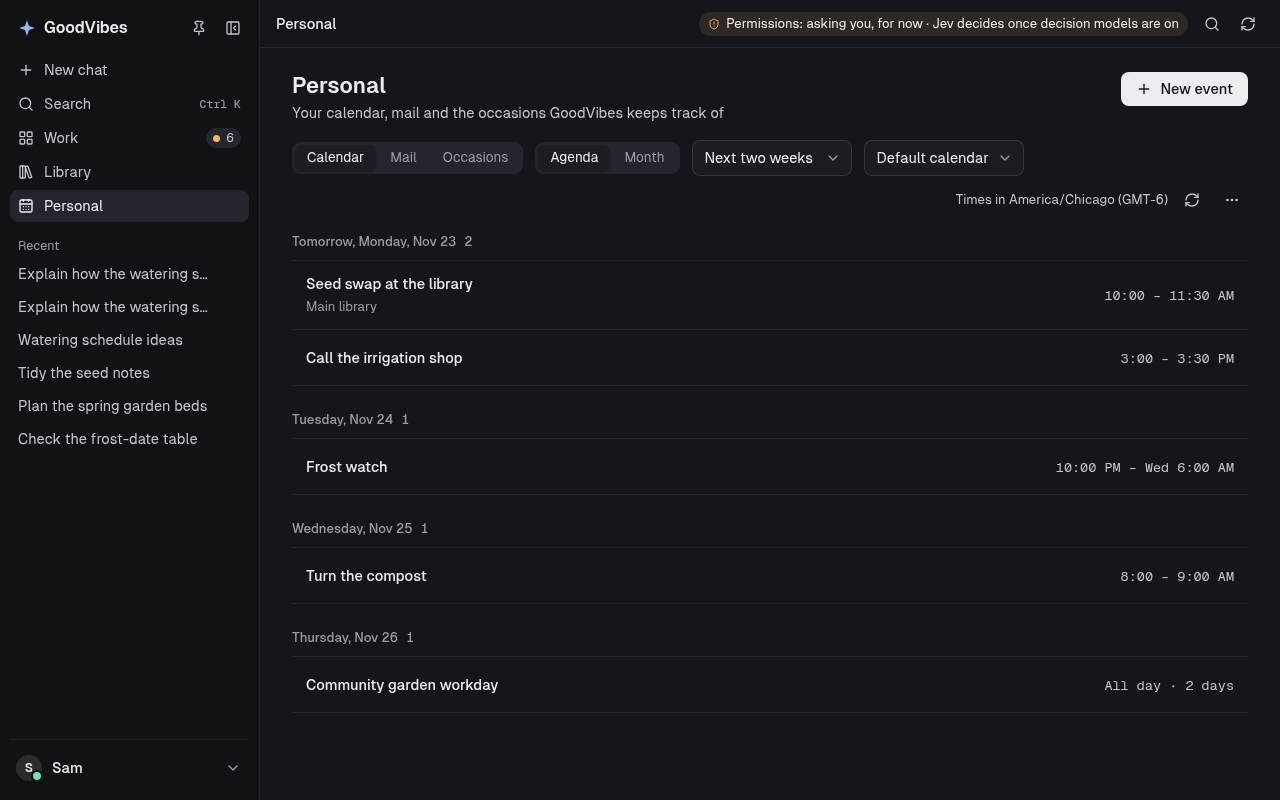 GoodVibes
New chat
Search Ctrl K
Work 6
Library
Personal
Recent
Explain how the watering s…
Explain how the watering s…
Watering schedule ideas
Tidy the seed notes
Plan the spring garden beds
Check the frost-date table
S Sam
Personal
Permissions: asking you, for now · Jev decides once decision models are on
Personal
Your calendar, mail and the occasions GoodVibes keeps track of
New event
Calendar Mail Occasions Agenda Month Next two weeks Default calendar
Times in America/Chicago (GMT-6)
Tomorrow, Monday, Nov 23 2
Seed swap at the library
Main library
10:00 – 11:30 AM
Call the irrigation shop 3:00 – 3:30 PM
Tuesday, Nov 24 1
Frost watch 10:00 PM – Wed 6:00 AM
Wednesday, Nov 25 1
Turn the compost 8:00 – 9:00 AM
Thursday, Nov 26 1
Community garden workday All day · 2 days